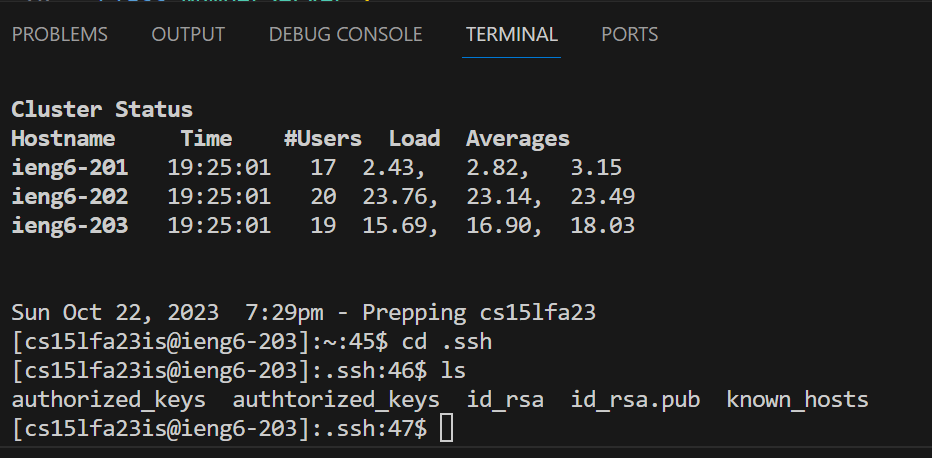 PROBLEMS OUTPUT DEBUG CONSOLE TERMINAL PORTS
Cluster Status
Hostname Time #Users Load Averages
ieng6-201 19:25:01 17 2.43, 2.82, 3.15
ieng6-202 19:25:01 20 23.76, 23.14, 23.49
ieng6-203 19:25:01 19 15.69, 16.90, 18.03
Sun Oct 22, 2023 7:29pm - Prepping cs15lfa23
[cs15lfa23is@ieng6-203]:~:45$ cd .ssh
[cs15lfa23is@ieng6-203]:.ssh:46$ ls
authorized_keys authtorized_keys id_rsa id_rsa.pub known_hosts
[cs15lfa23is@ieng6-203]:.ssh:47$